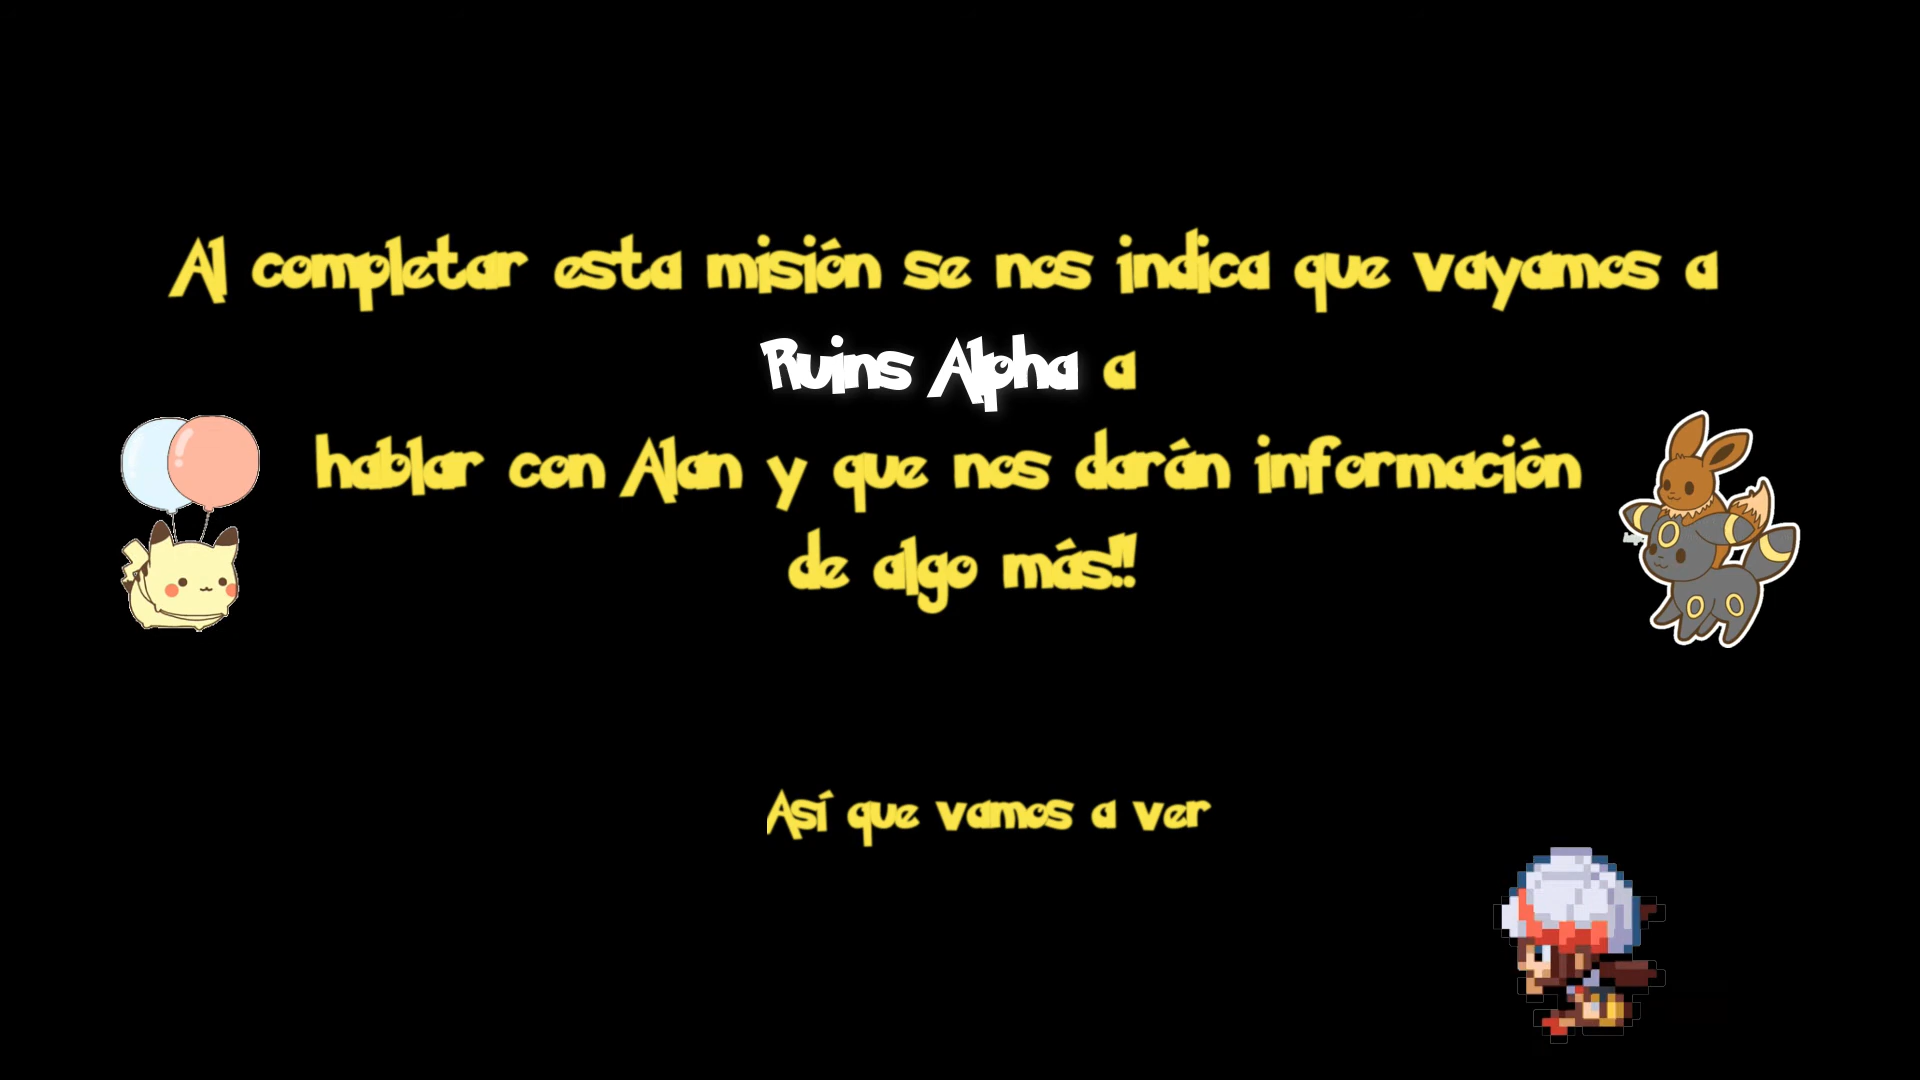 Al completar esta misión se nos indica que vayamos a
Ruins Alpha a
hablar con Alan y que nos darán información
de algo más!!
Así que vamos a ver